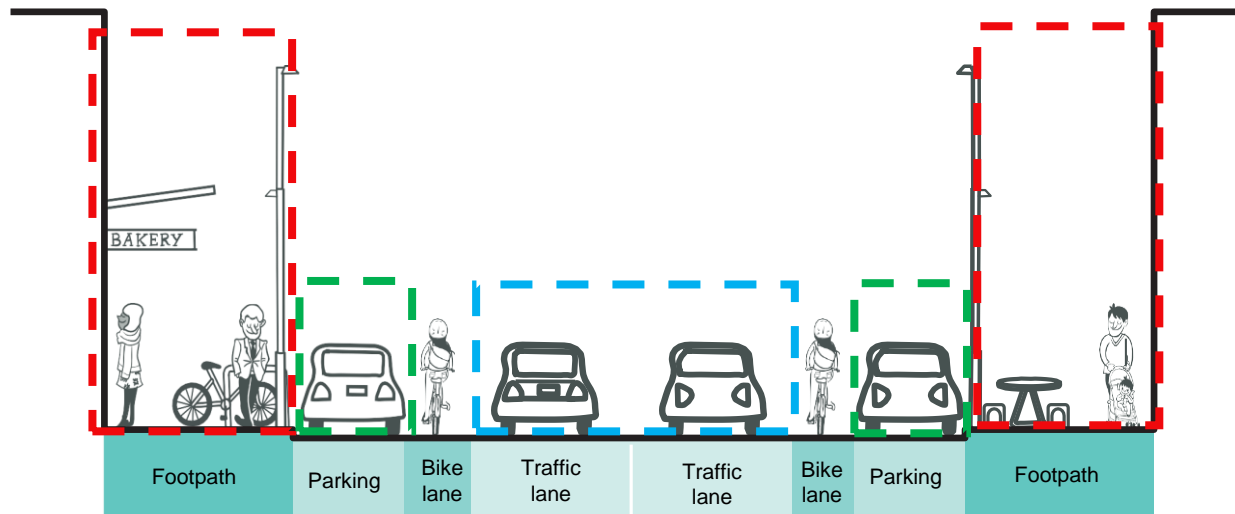 BAKERY
Footpath
Parking
Bike
lane
Traffic
lane
Traffic
lane
Bike
lane
Parking
Footpath